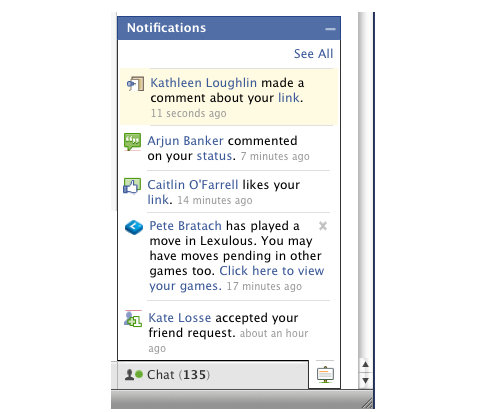 Notifications
See All
Kathleen Loughlin made a
comment about your link.
11 seconds ago
Arjun Banker commented
on your status. 7 minutes ago
Caitlin O'Farrell likes your
link. 14 minutes ago
Pete Bratach has played a
move in Lexulous. You may
have moves pending in other
games too. Click here to view
your games. 17 minutes ago
Kate Losse accepted your
friend request. about an hour
ago
Chat (135)